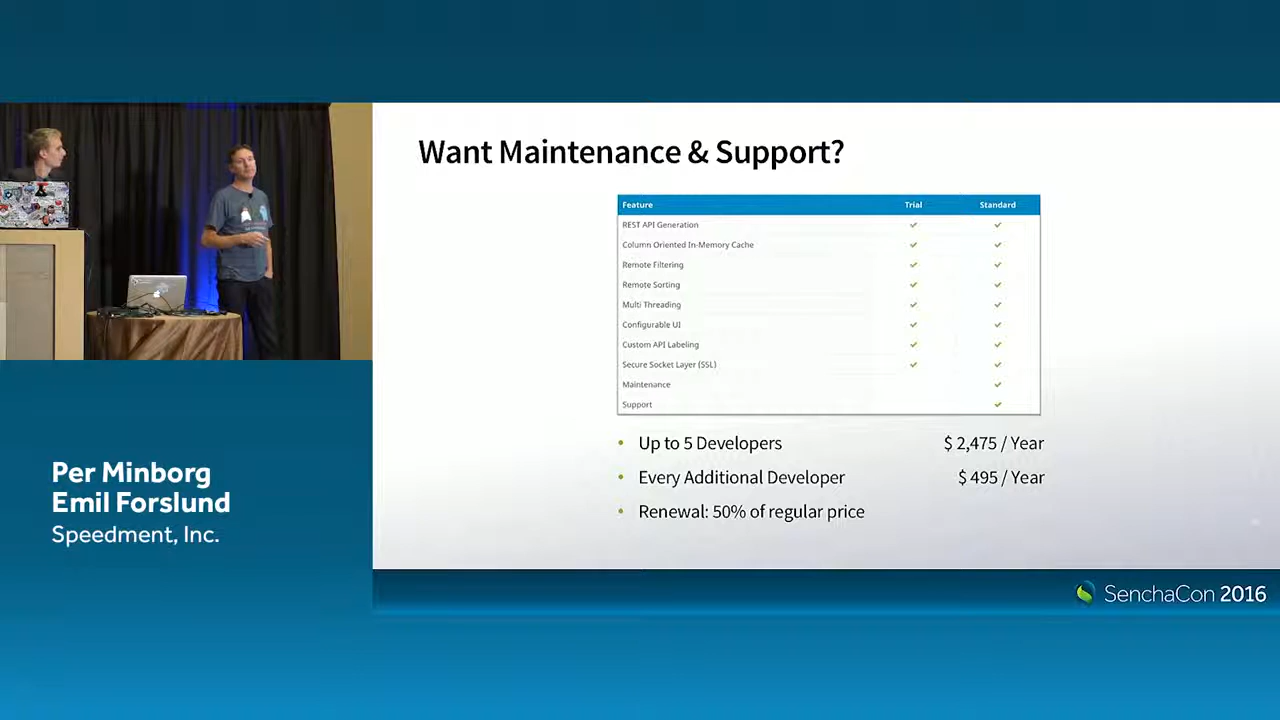 Want Maintenance & Support?
Feature Trial Standard
REST API Generation ✓ ✓
Column Oriented In-Memory Cache ✓ ✓
Remote Filtering ✓ ✓
Remote Sorting ✓ ✓
Multi Threading ✓ ✓
Configurable UI ✓ ✓
Custom API Labeling ✓ ✓
Secure Socket Layer (SSL) ✓ ✓
Maintenance ✓
Support ✓
• Up to 5 Developers $ 2,475 / Year
• Every Additional Developer $ 495 / Year
• Renewal: 50% of regular price
Per Minborg
Emil Forslund
Speedment, Inc.
SenchaCon 2016